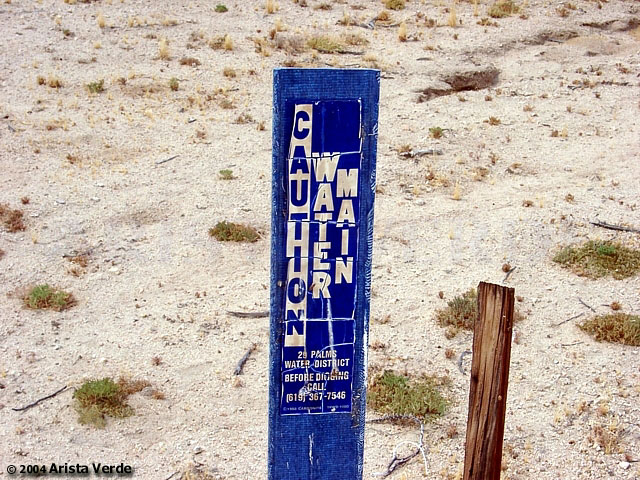 CAUTION
WATER
MAIN
29 PALMS
WATER DISTRICT
BEFORE DIGGING
CALL
(619) 367-7546
© 2004 Arista Verde